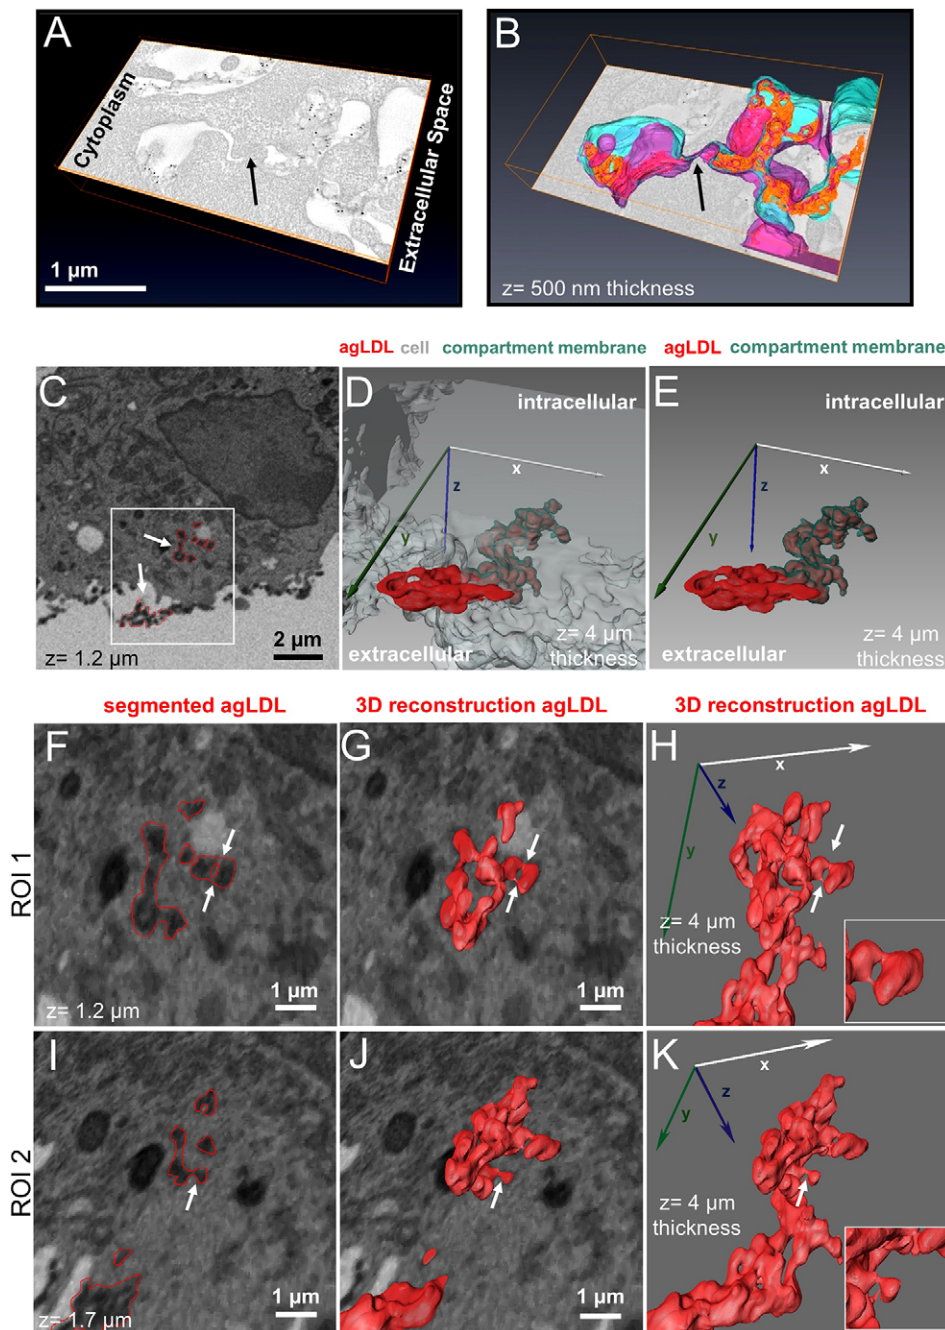 A
Cytoplasm
Extracellular Space
1 µm
B
z= 500 nm thickness
agLDL cell compartment membrane
agLDL compartment membrane
C
z= 1.2 µm
2 µm
D
intracellular
x
z
y
extracellular
z= 4 µm
thickness
E
intracellular
x
z
y
extracellular
z= 4 µm
thickness
segmented agLDL
3D reconstruction agLDL
3D reconstruction agLDL
ROI 1
F
z= 1.2 µm
1 µm
G
1 µm
H
x
z
y
z= 4 µm
thickness
ROI 2
I
z= 1.7 µm
1 µm
J
1 µm
K
x
z
y
z= 4 µm
thickness